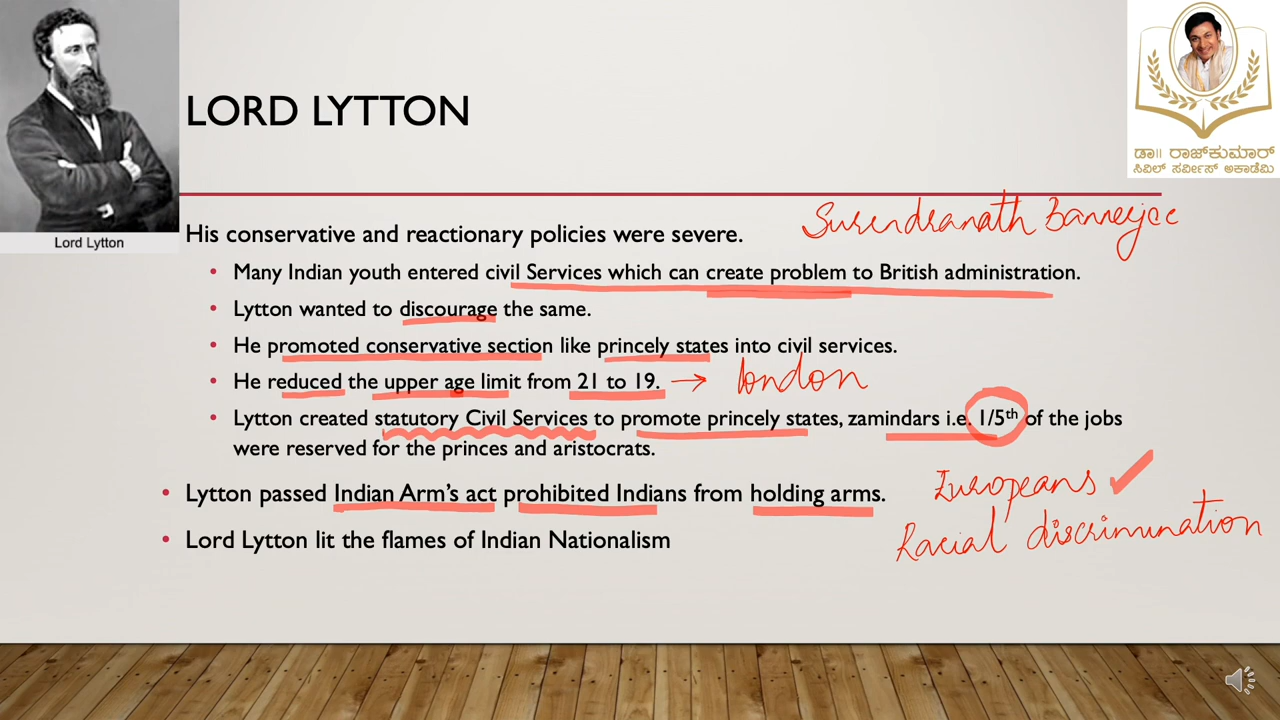 ಡಾ|| ರಾಜ್‌ಕುಮಾರ್
ಸಿವಿಲ್ ಸರ್ವೀಸ್ ಅಕಾಡೆಮಿ
LORD LYTTON
Lord Lytton
Surendranath Bannerjee
His conservative and reactionary policies were severe.
• Many Indian youth entered civil Services which can create problem to British administration.
• Lytton wanted to discourage the same.
• He promoted conservative section like princely states into civil services.
• He reduced the upper age limit from 21 to 19. → london
• Lytton created statutory Civil Services to promote princely states, zamindars i.e. 1/5th of the jobs
were reserved for the princes and aristocrats.
• Lytton passed Indian Arm's act prohibited Indians from holding arms.
Europeans ✓
Racial discrimination
• Lord Lytton lit the flames of Indian Nationalism